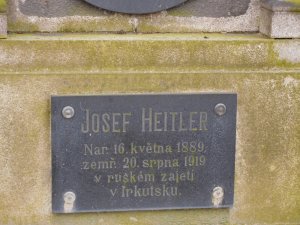 JOSEF HEITLER
Nar. 16. května 1889,
zemř. 20. srpna 1919
v ruském zajetí
v Irkutsku.